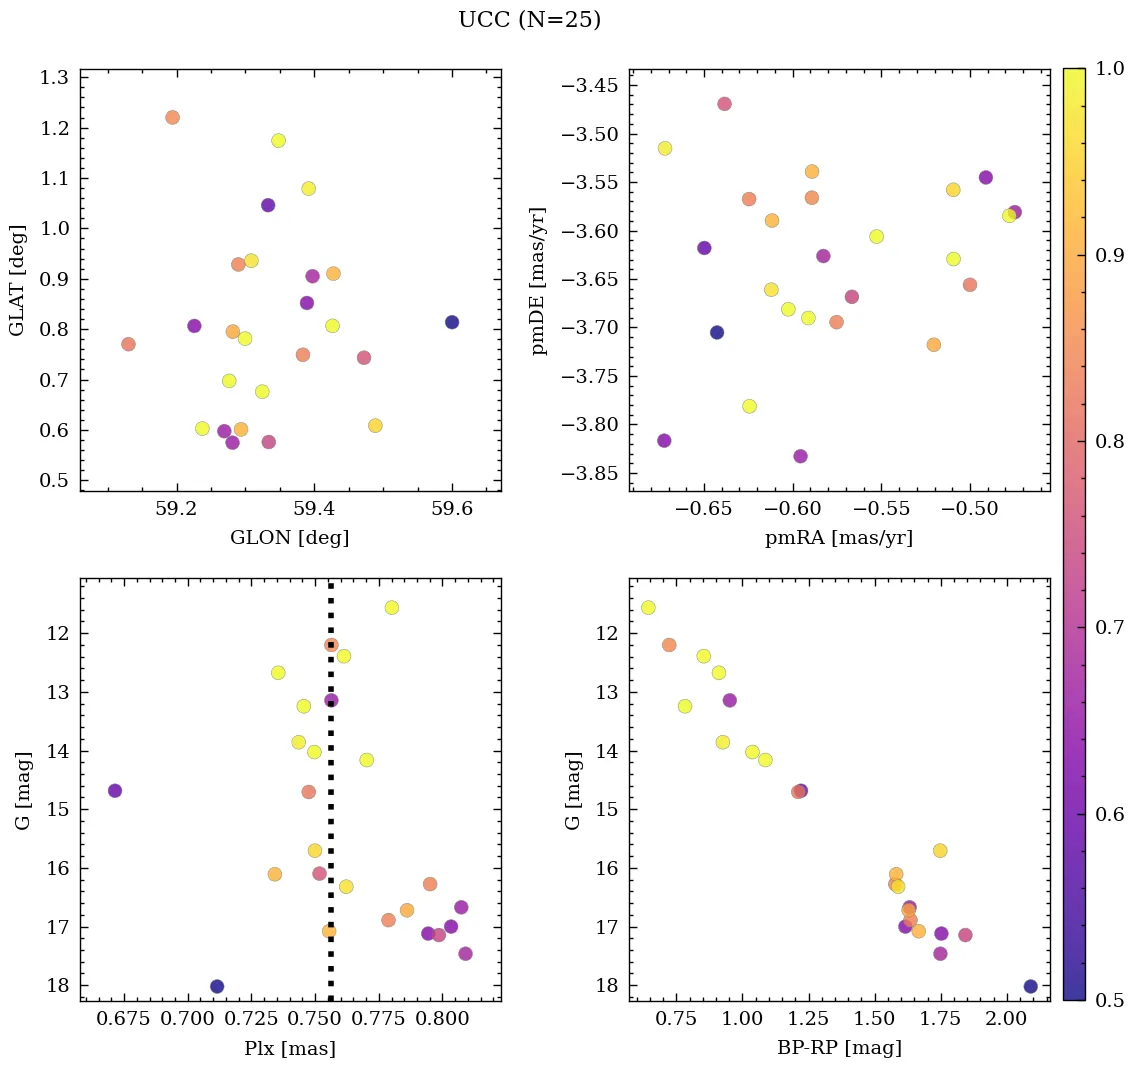 UCC (N=25)
1.3
1.2
1.1
1.0
0.9
0.8
0.7
0.6
0.5
GLAT [deg]
59.2 59.4 59.6
GLON [deg]
−3.45
−3.50
−3.55
−3.60
−3.65
−3.70
−3.75
−3.80
−3.85
pmDE [mas/yr]
−0.65 −0.60 −0.55 −0.50
pmRA [mas/yr]
1.0
0.9
0.8
0.7
0.6
0.5
12
13
14
15
16
17
18
G [mag]
0.675 0.700 0.725 0.750 0.775 0.800
Plx [mas]
12
13
14
15
16
17
18
G [mag]
0.75 1.00 1.25 1.50 1.75 2.00
BP-RP [mag]